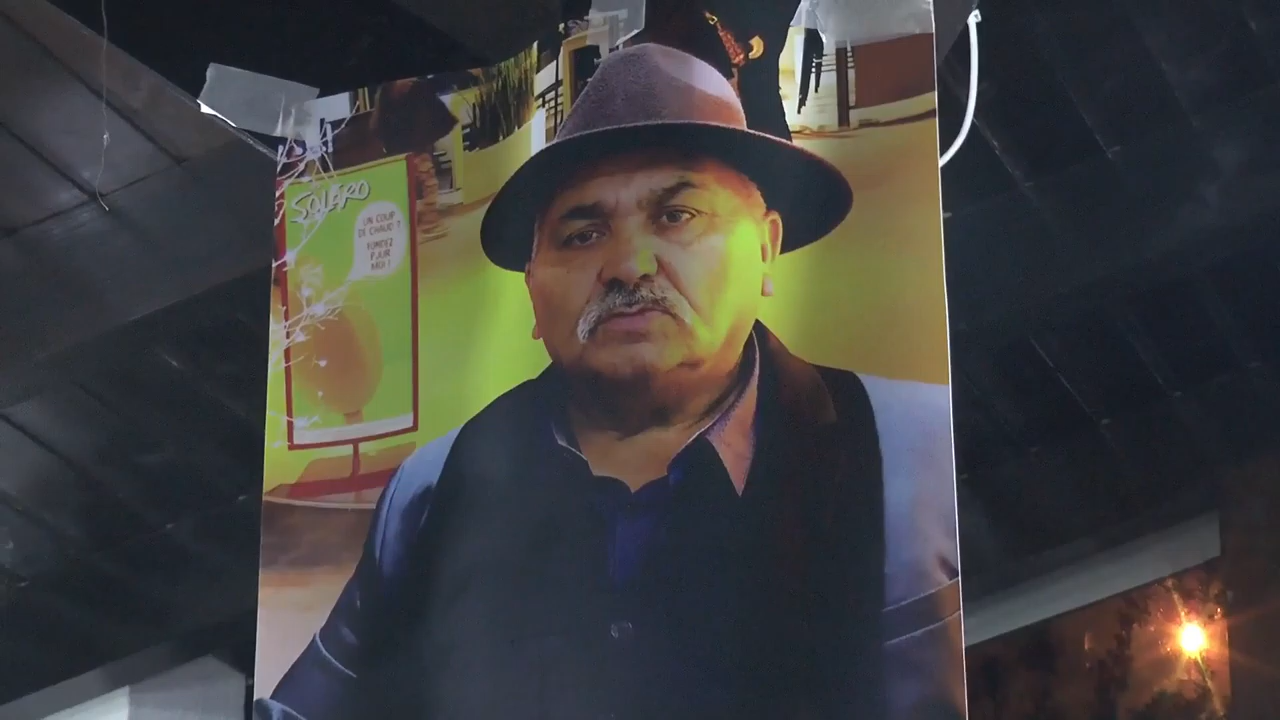 SOLERO
UN COUP
DE CHAUD ?
FONDEZ
POUR
MOI !